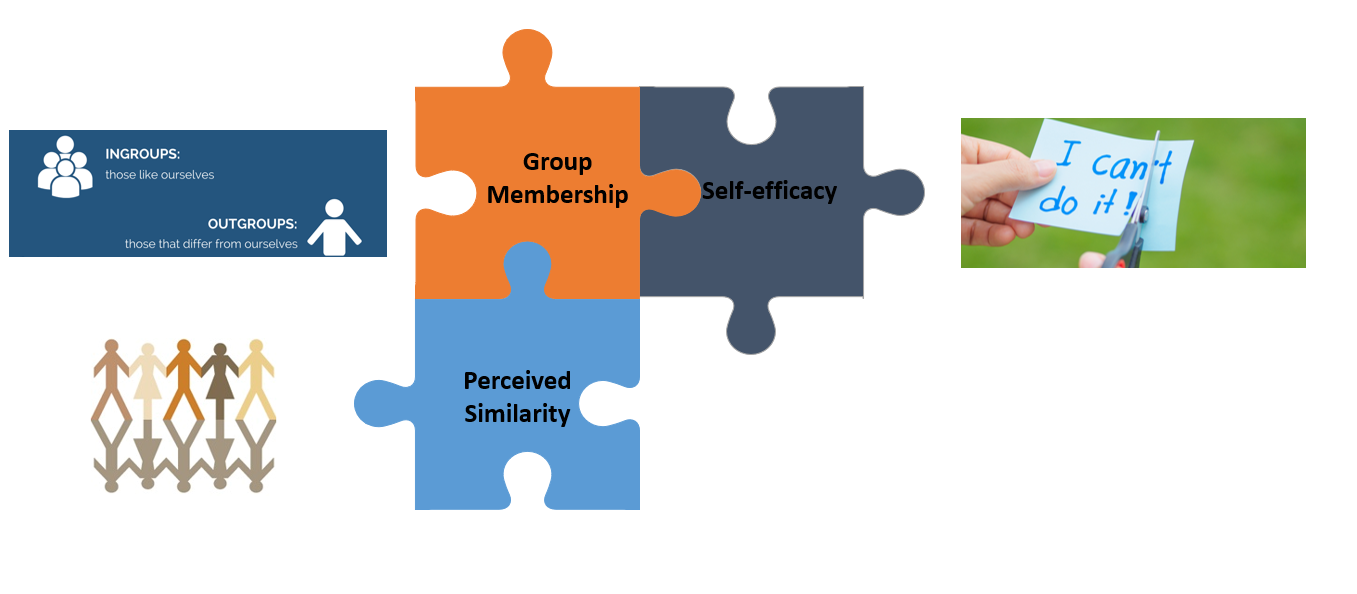 INGROUPS:
those like ourselves
OUTGROUPS:
those that differ from ourselves
Group
Membership
Self-efficacy
I can't
do it!
Perceived
Similarity